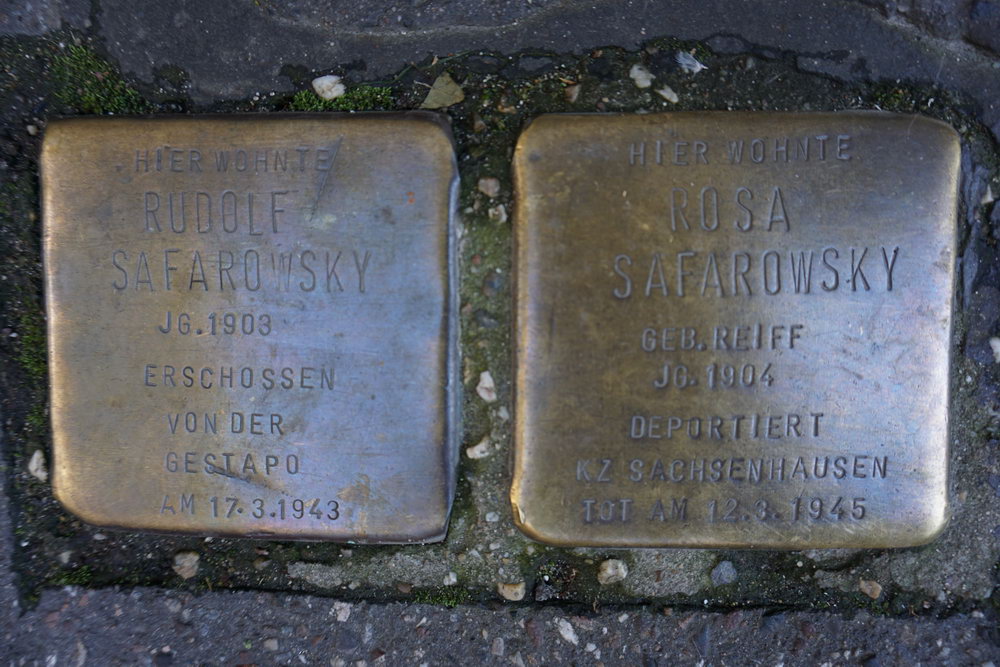 HIER WOHNTE
RUDOLF
SAFAROWSKY
JG. 1903
ERSCHOSSEN
VON DER
GESTAPO
AM 17.3.1943
HIER WOHNTE
ROSA
SAFAROWSKY
GEB. REIFF
JG. 1904
DEPORTIERT
KZ SACHSENHAUSEN
TOT AM 12.3.1945